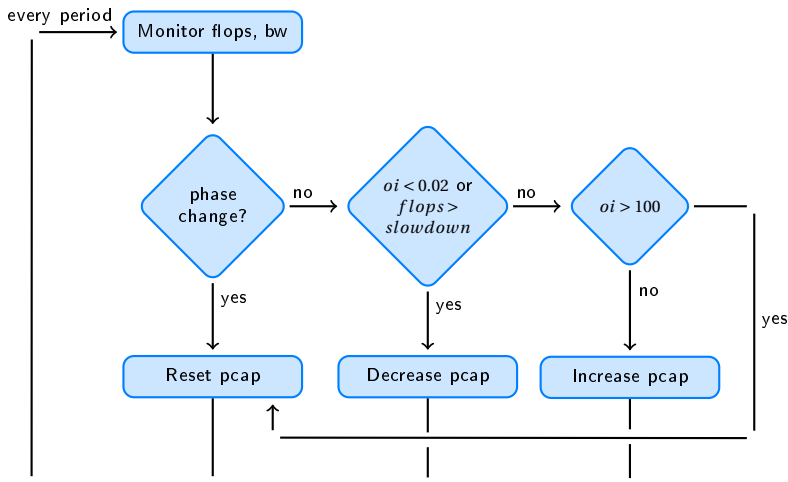 every period
Monitor flops, bw
phase
change?
no
oi < 0.02 or
flops >
slowdown
no
oi > 100
yes
yes
no
yes
Reset pcap
Decrease pcap
Increase pcap